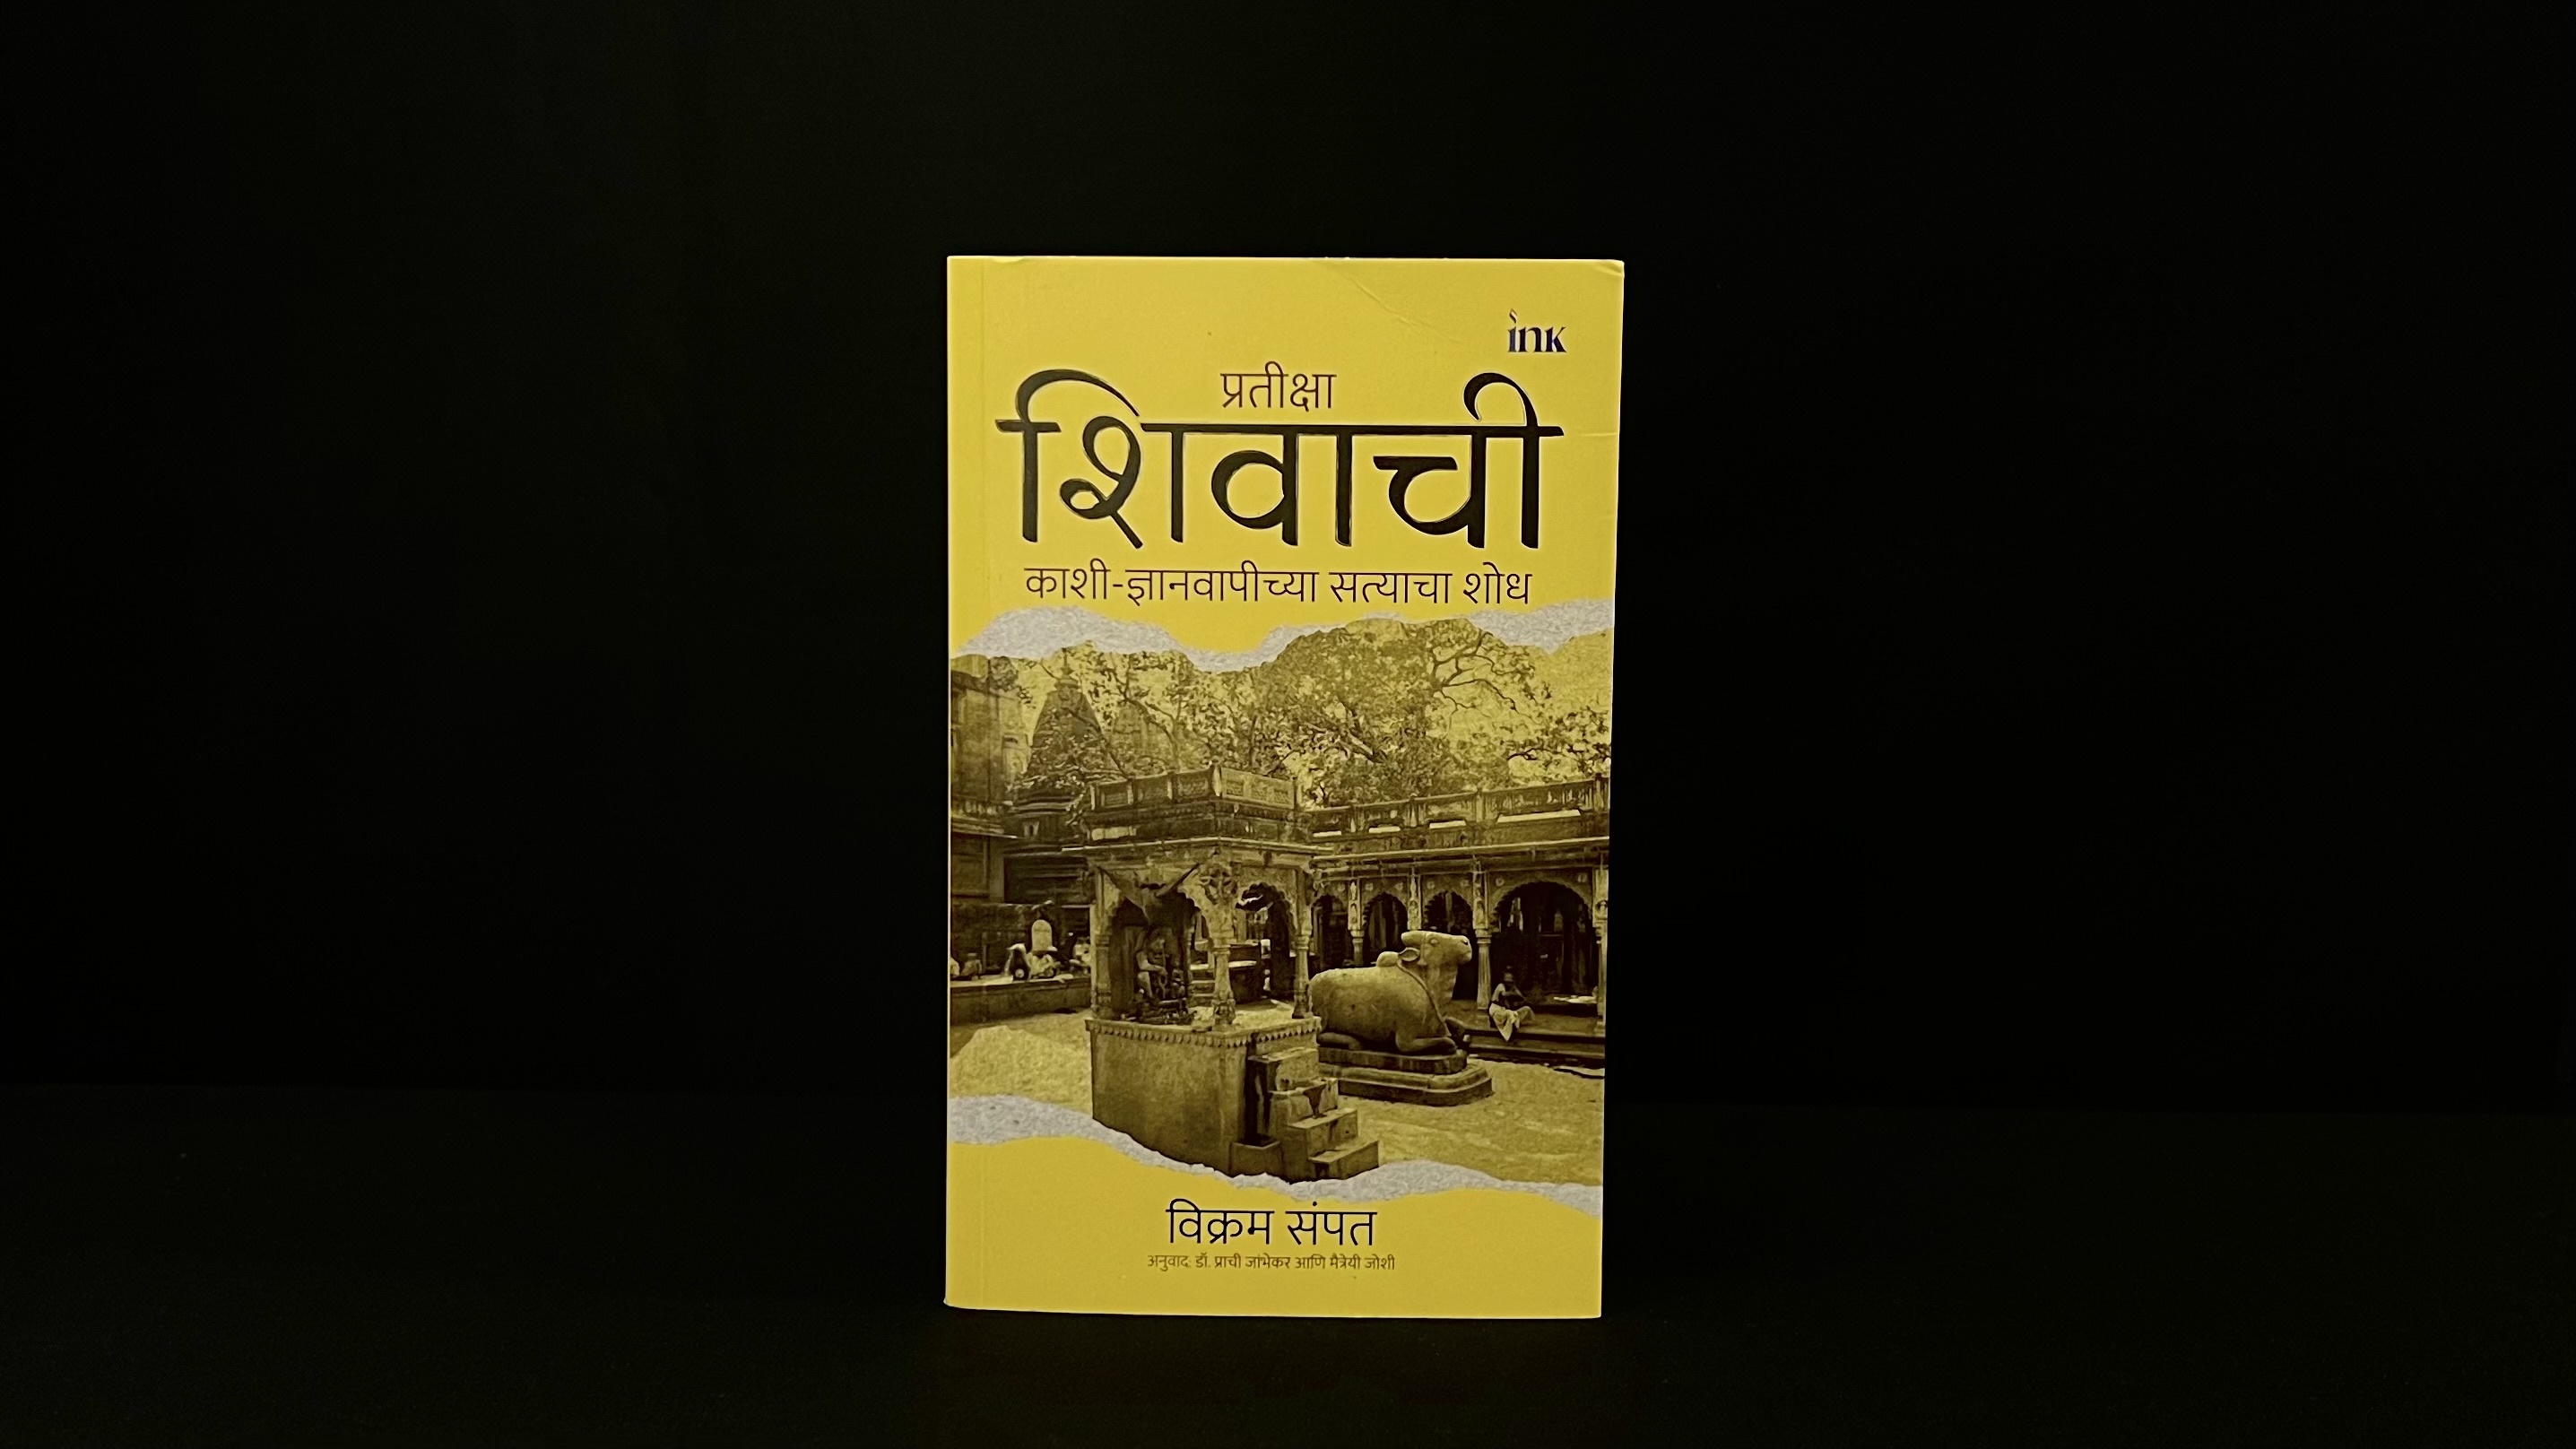 ink
प्रतीक्षा
शिवाची
काशी-ज्ञानवापीच्या सत्याचा शोध
विक्रम संपत
अनुवाद: डॉ. प्राची जांभेकर आणि मैत्रेयी जोशी